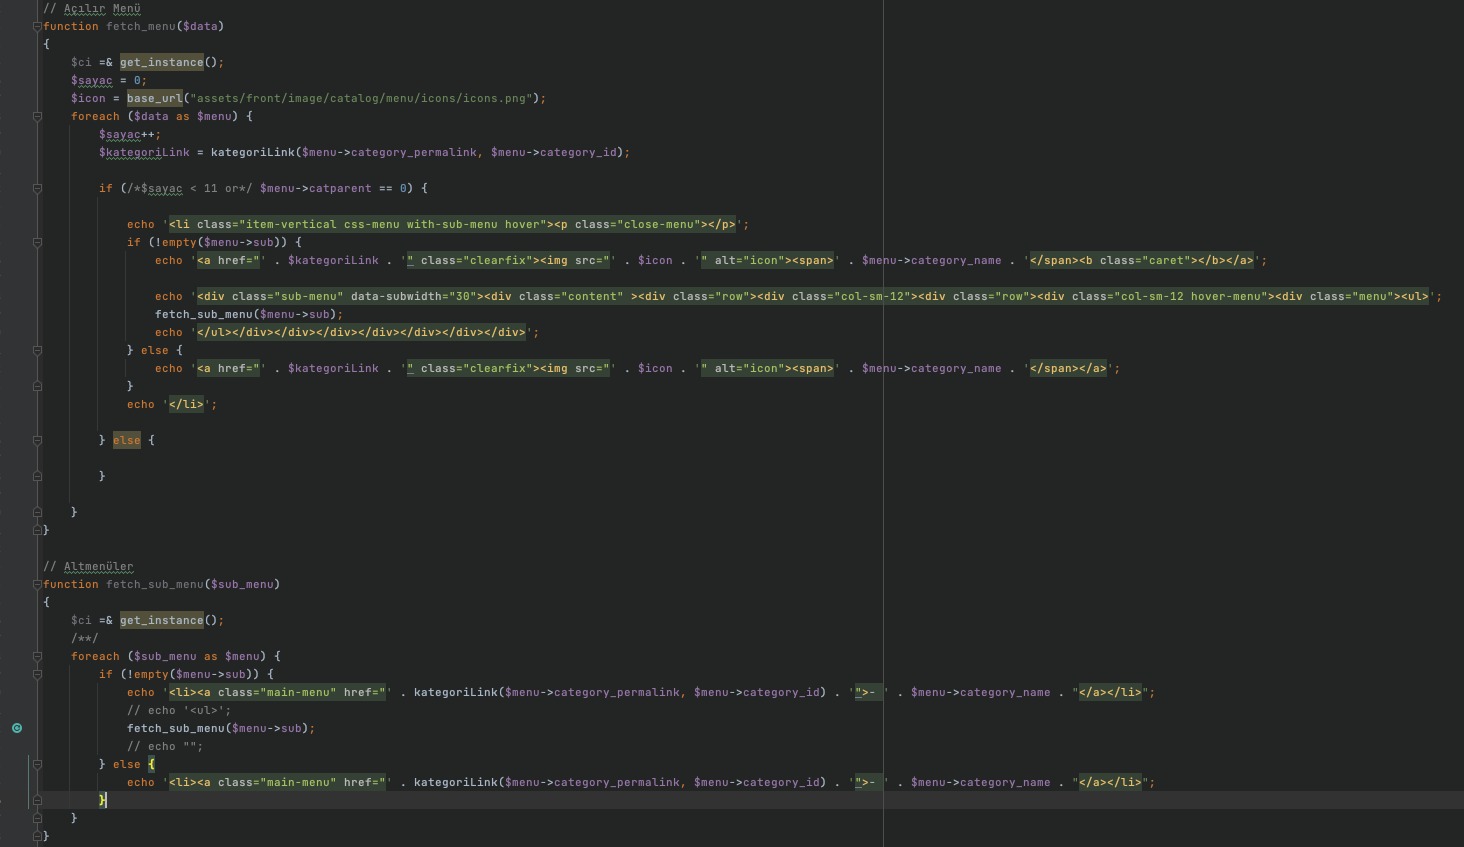 // Açılır Menü
function fetch_menu($data)
{
    $ci =& get_instance();
    $sayac = 0;
    $icon = base_url("assets/front/image/catalog/menu/icons/icons.png");
    foreach ($data as $menu) {
        $sayac++;
        $kategoriLink = kategoriLink($menu->category_permalink, $menu->category_id);
        if (/*$sayac < 11 or*/ $menu->catparent == 0) {
            echo '<li class="item-vertical css-menu with-sub-menu hover"><p class="close-menu"></p>';
            if (!empty($menu->sub)) {
                echo '<a href="' . $kategoriLink . '" class="clearfix"><img src="' . $icon . '" alt="icon"><span>' . $menu->category_name . '</span><b class="caret"></b></a>';
                echo '<div class="sub-menu" data-subwidth="30"><div class="content" ><div class="row"><div class="col-sm-12"><div class="row"><div class="col-sm-12 hover-menu"><div class="menu"><ul>';
                fetch_sub_menu($menu->sub);
                echo '</ul></div></div></div></div></div></div></div>';
            } else {
                echo '<a href="' . $kategoriLink . '" class="clearfix"><img src="' . $icon . '" alt="icon"><span>' . $menu->category_name . '</span></a>';
            }
            echo '</li>';
        } else {
        }
    }
}
// Altmenüler
function fetch_sub_menu($sub_menu)
{
    $ci =& get_instance();
    /**/
    foreach ($sub_menu as $menu) {
        if (!empty($menu->sub)) {
            echo '<li><a class="main-menu" href="' . kategoriLink($menu->category_permalink, $menu->category_id) . '">- ' . $menu->category_name . "</a></li>";
            // echo '<ul>';
            fetch_sub_menu($menu->sub);
            // echo "";
        } else {
            echo '<li><a class="main-menu" href="' . kategoriLink($menu->category_permalink, $menu->category_id) . '">- ' . $menu->category_name . "</a></li>";
        }
    }
}